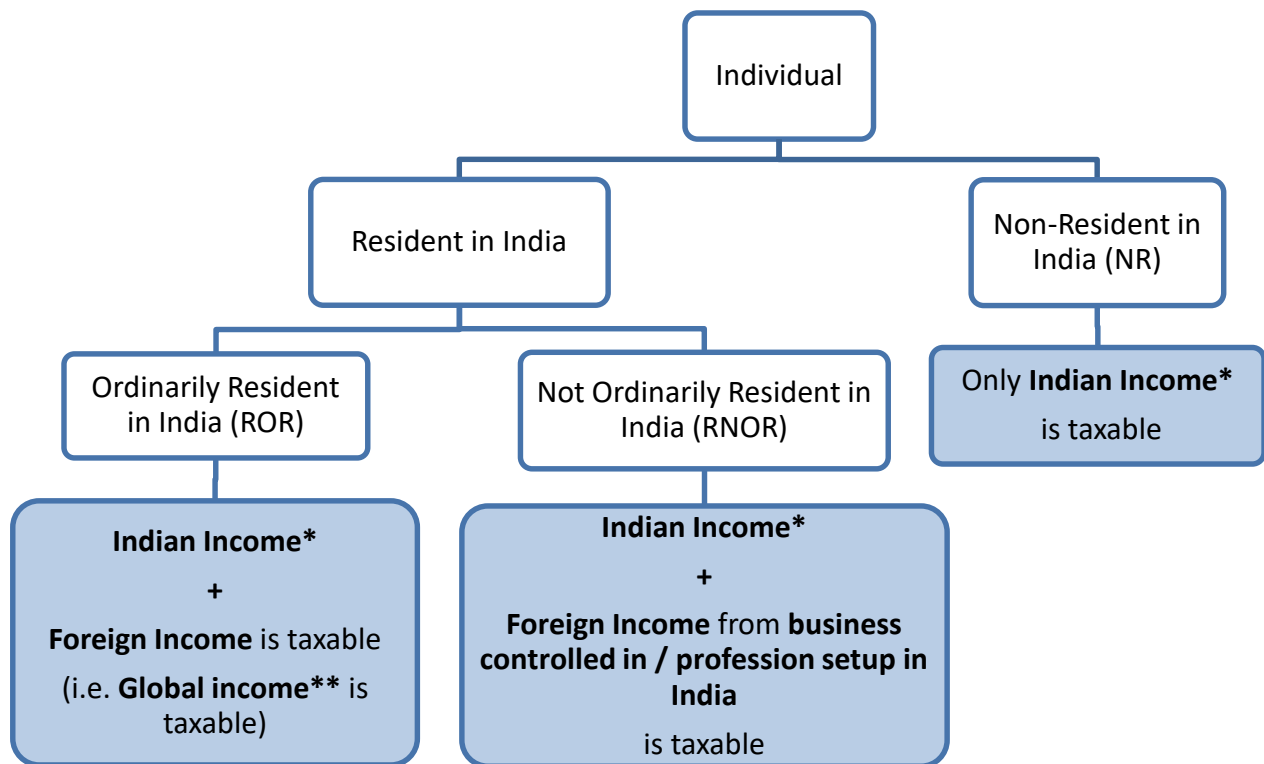 Individual
Resident in India
Non-Resident in
India (NR)
Ordinarily Resident
in India (ROR)
Not Ordinarily Resident in
India (RNOR)
Only Indian Income*
is taxable
Indian Income*
+
Foreign Income is taxable
(i.e. Global income** is
taxable)
Indian Income*
+
Foreign Income from business
controlled in / profession setup in
India
is taxable